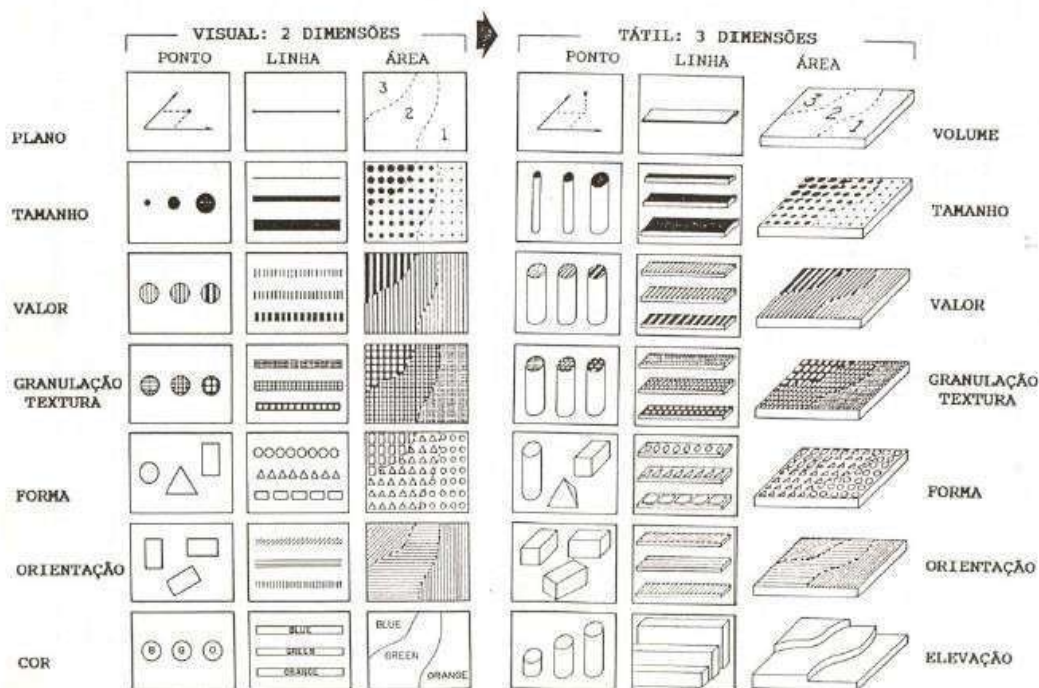 VISUAL: 2 DIMENSÕES
TÁTIL: 3 DIMENSÕES
PONTO LINHA ÁREA
PONTO LINHA ÁREA
PLANO
3
2
1
3
2
1
VOLUME
TAMANHO
TAMANHO
VALOR
VALOR
GRANULAÇÃO
TEXTURA
GRANULAÇÃO
TEXTURA
FORMA
FORMA
ORIENTAÇÃO
ORIENTAÇÃO
COR
B G O
BLUE
GREEN
ORANGE
BLUE
GREEN
ORANGE
ELEVAÇÃO